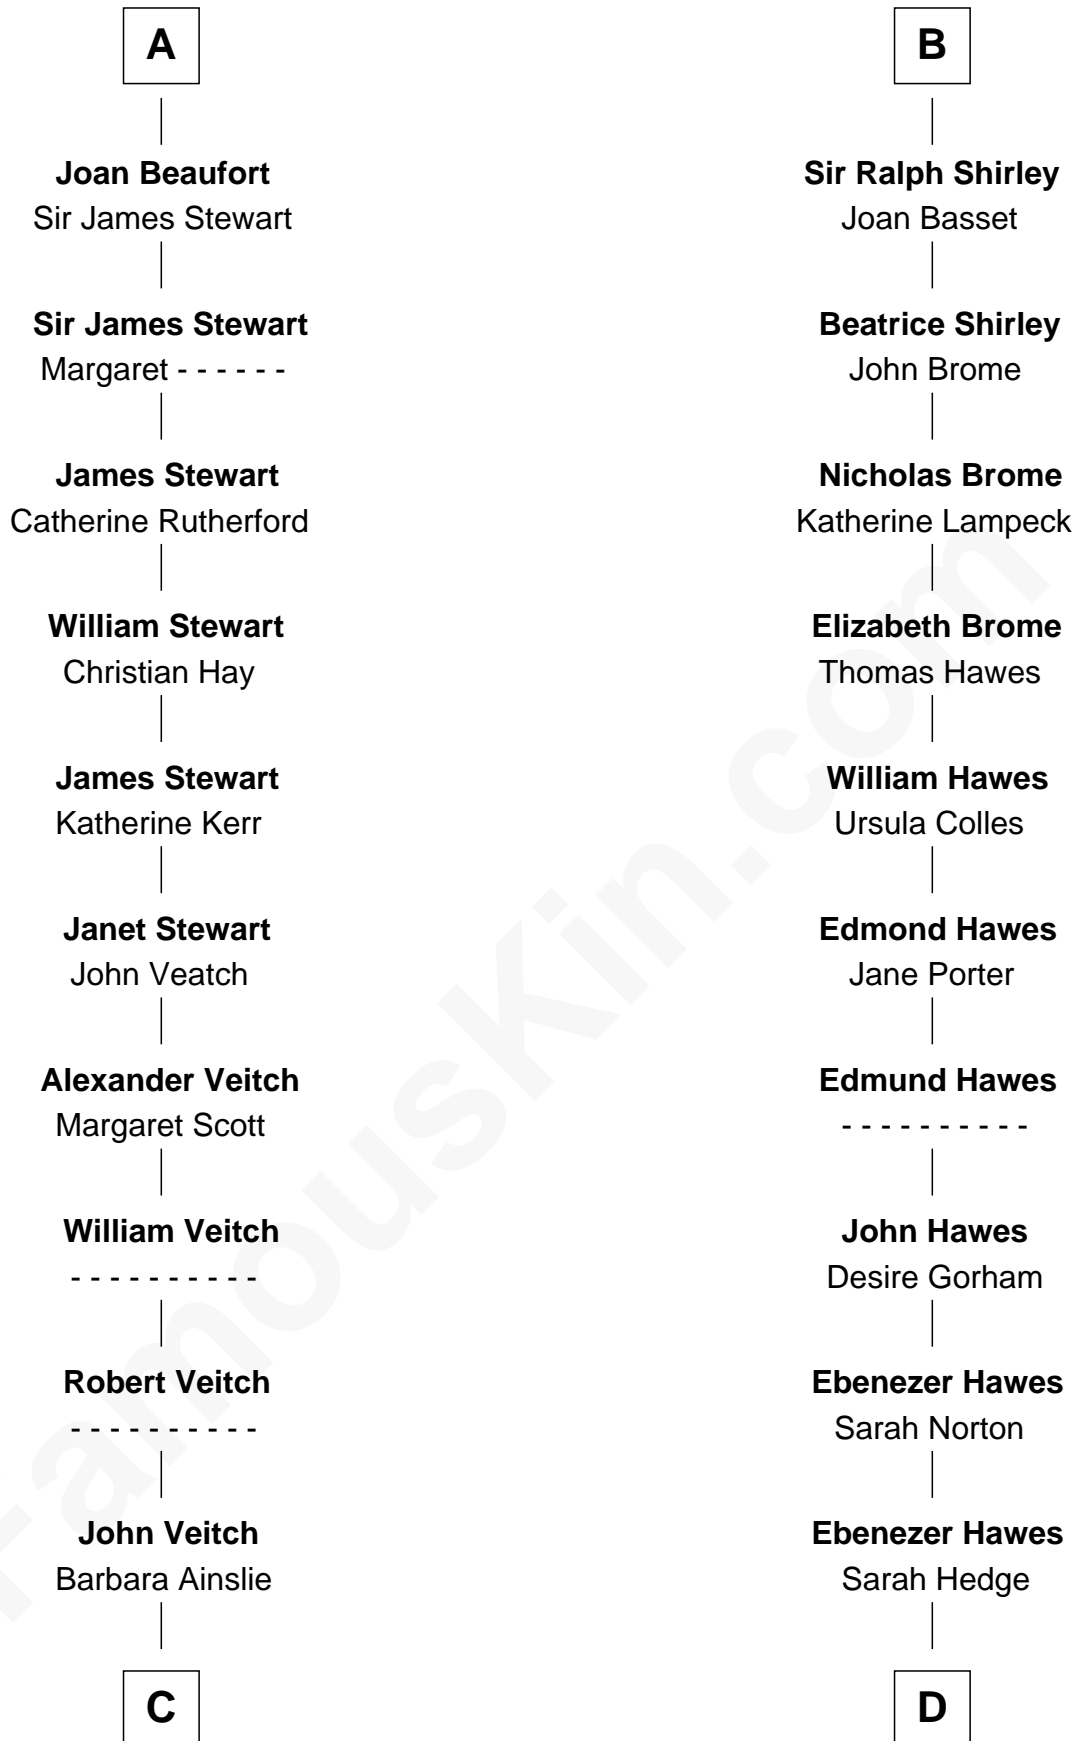 A
Joan Beaufort
Sir James Stewart
Sir James Stewart
Margaret - - - - - -
James Stewart
Catherine Rutherford
William Stewart
Christian Hay
James Stewart
Katherine Kerr
Janet Stewart
John Veatch
Alexander Veitch
Margaret Scott
William Veitch
- - - - - - - - - -
Robert Veitch
- - - - - - - - - -
John Veitch
Barbara Ainslie
C
B
Sir Ralph Shirley
Joan Basset
Beatrice Shirley
John Brome
Nicholas Brome
Katherine Lampeck
Elizabeth Brome
Thomas Hawes
William Hawes
Ursula Colles
Edmond Hawes
Jane Porter
Edmund Hawes
- - - - - - - - - -
John Hawes
Desire Gorham
Ebenezer Hawes
Sarah Norton
Ebenezer Hawes
Sarah Hedge
D
FamousKin.com